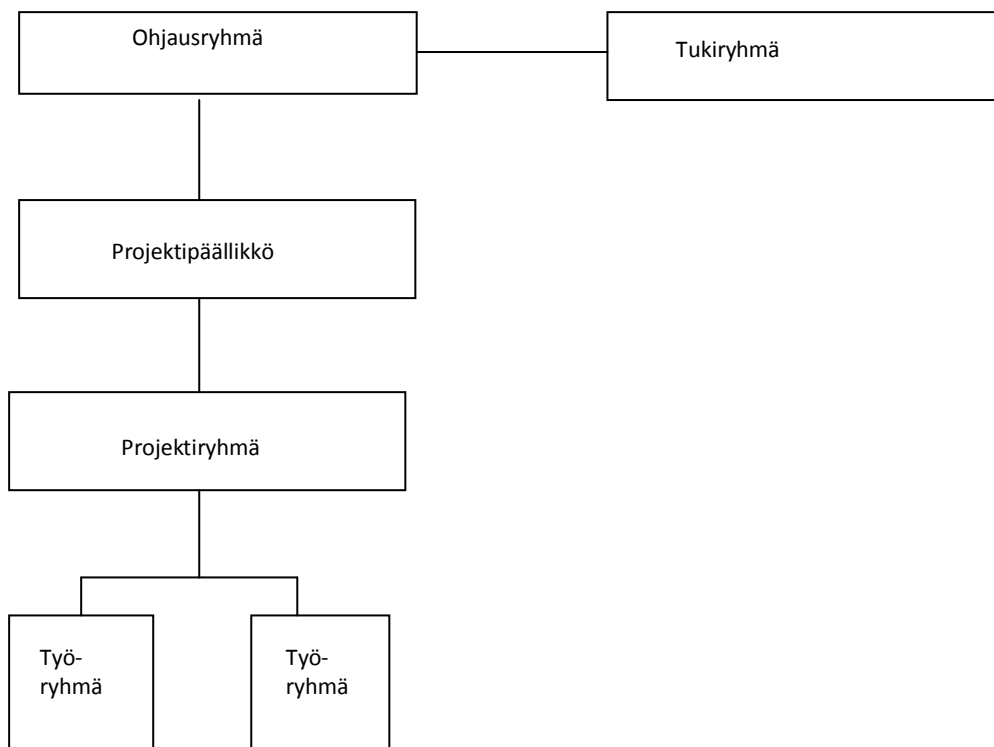 Ohjausryhmä
Tukiryhmä
Projektipäällikkö
Projektiryhmä
Työ-
ryhmä
Työ-
ryhmä